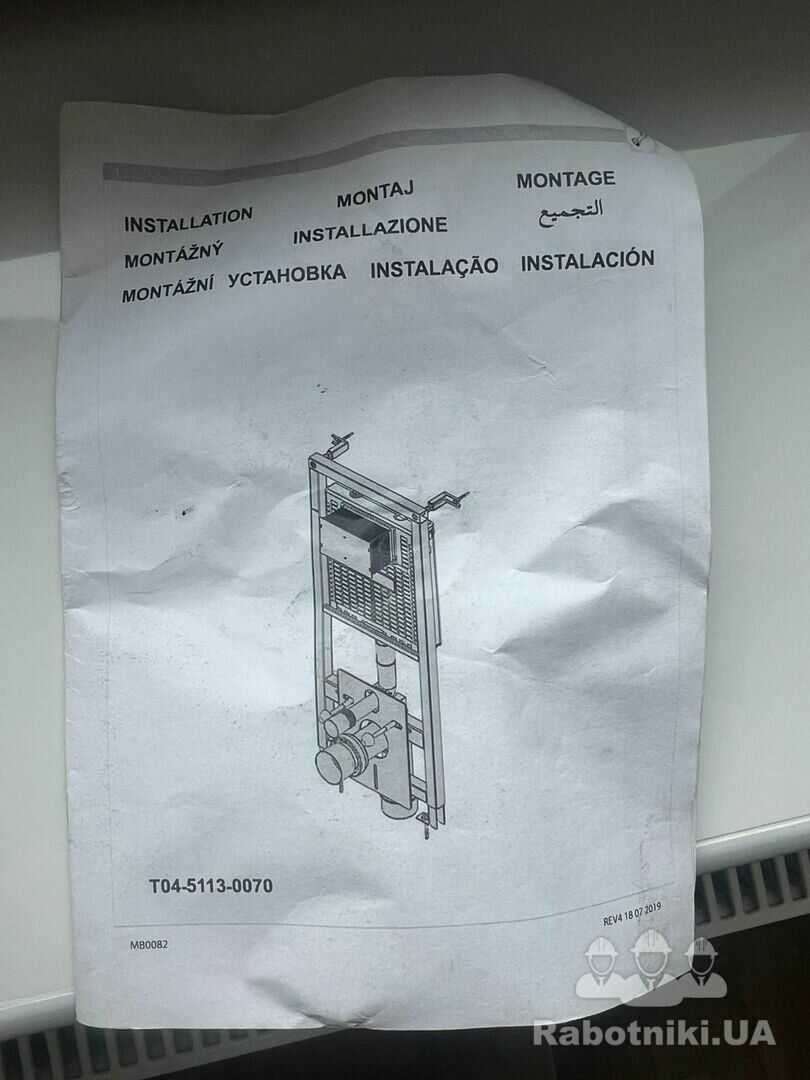 INSTALLATION MONTAJ MONTAGE
MONTÁŽNÝ INSTALLAZIONE التجميع
MONTÁŽNÍ УСТАНОВКА INSTALAÇÃO INSTALACIÓN
T04-5113-0070
MB0082
REV4 18 07 2019
Rabotniki.UA